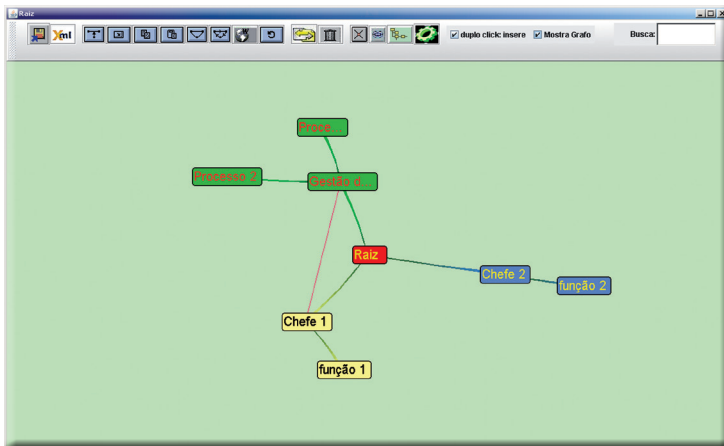 Raiz
Xml
duplo click: insere
Mostra Grafo
Busca:
Proce...
Processo 2
Gestão d...
Raiz
Chefe 2
função 2
Chefe 1
função 1